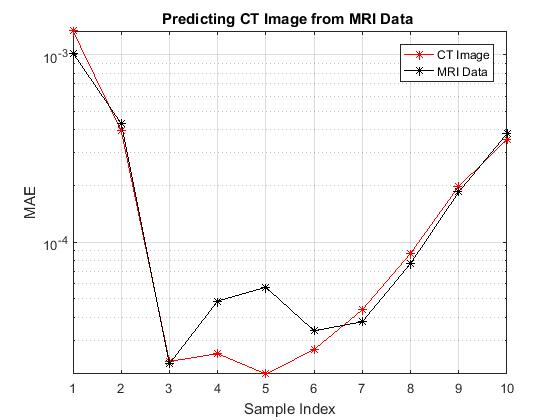 Predicting CT Image from MRI Data
CT Image
MRI Data
10-3
10-4
MAE
1 2 3 4 5 6 7 8 9 10
Sample Index